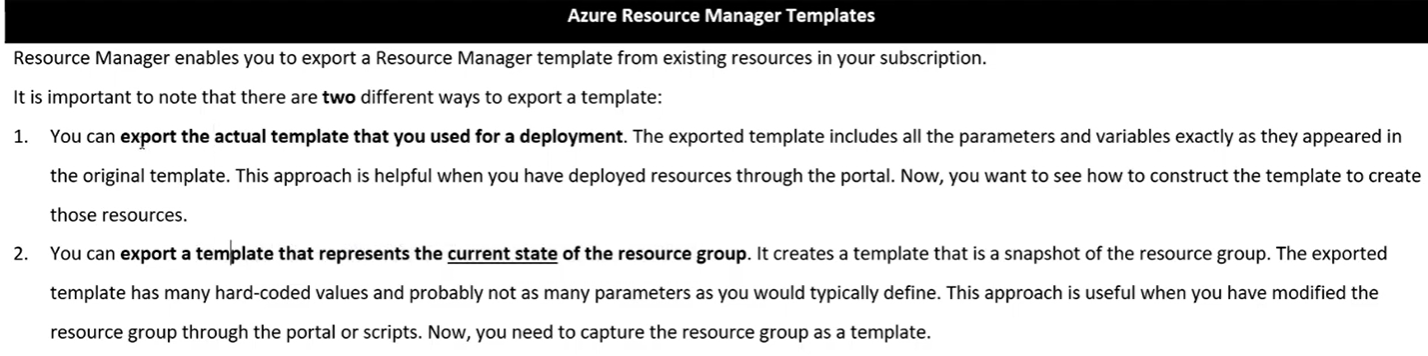 Azure Resource Manager Templates
Resource Manager enables you to export a Resource Manager template from existing resources in your subscription.
It is important to note that there are two different ways to export a template:
1. You can export the actual template that you used for a deployment. The exported template includes all the parameters and variables exactly as they appeared in
the original template. This approach is helpful when you have deployed resources through the portal. Now, you want to see how to construct the template to create
those resources.
2. You can export a template that represents the current state of the resource group. It creates a template that is a snapshot of the resource group. The exported
template has many hard-coded values and probably not as many parameters as you would typically define. This approach is useful when you have modified the
resource group through the portal or scripts. Now, you need to capture the resource group as a template.